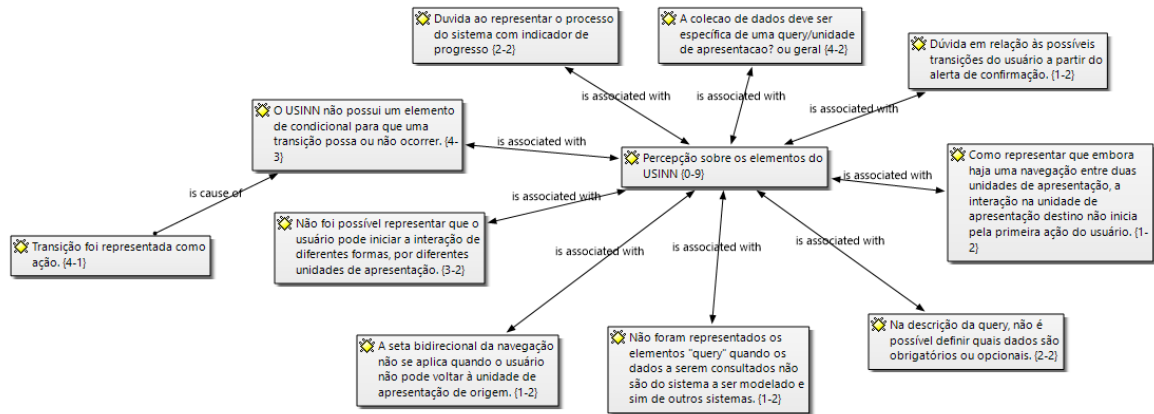 Duvida ao representar o processo
do sistema com indicador de
progresso {2-2}
A colecao de dados deve ser
específica de uma query/unidade
de apresentacao? ou geral {4-2}
Dúvida em relação às possíveis
transições do usuário a partir do
alerta de confirmação. {1-2}
is associated with
is associated with
is associated with
O USINN não possui um elemento
de condicional para que uma
transição possa ou não ocorrer. {4-
3}
is associated with
Percepção sobre os elementos do
USINN {0-9}
is associated with
Como representar que embora
haja uma navegação entre duas
unidades de apresentação, a
interação na unidade de
apresentação destino não inicia
pela primeira ação do usuário. {1-
2}
is cause of
is associated with
Não foi possível representar que o
usuário pode iniciar a interação de
diferentes formas, por diferentes
unidades de apresentação. {3-2}
Transição foi representada como
ação. {4-1}
is associated with
is associated with
is associated with
A seta bidirecional da navegação
não se aplica quando o usuário
não pode voltar à unidade de
apresentação de origem. {1-2}
Não foram representados os
elementos "query" quando os
dados a serem consultados não
são do sistema a ser modelado e
sim de outros sistemas. {1-2}
Na descrição da query, não é
possível definir quais dados são
obrigatórios ou opcionais. {2-2}